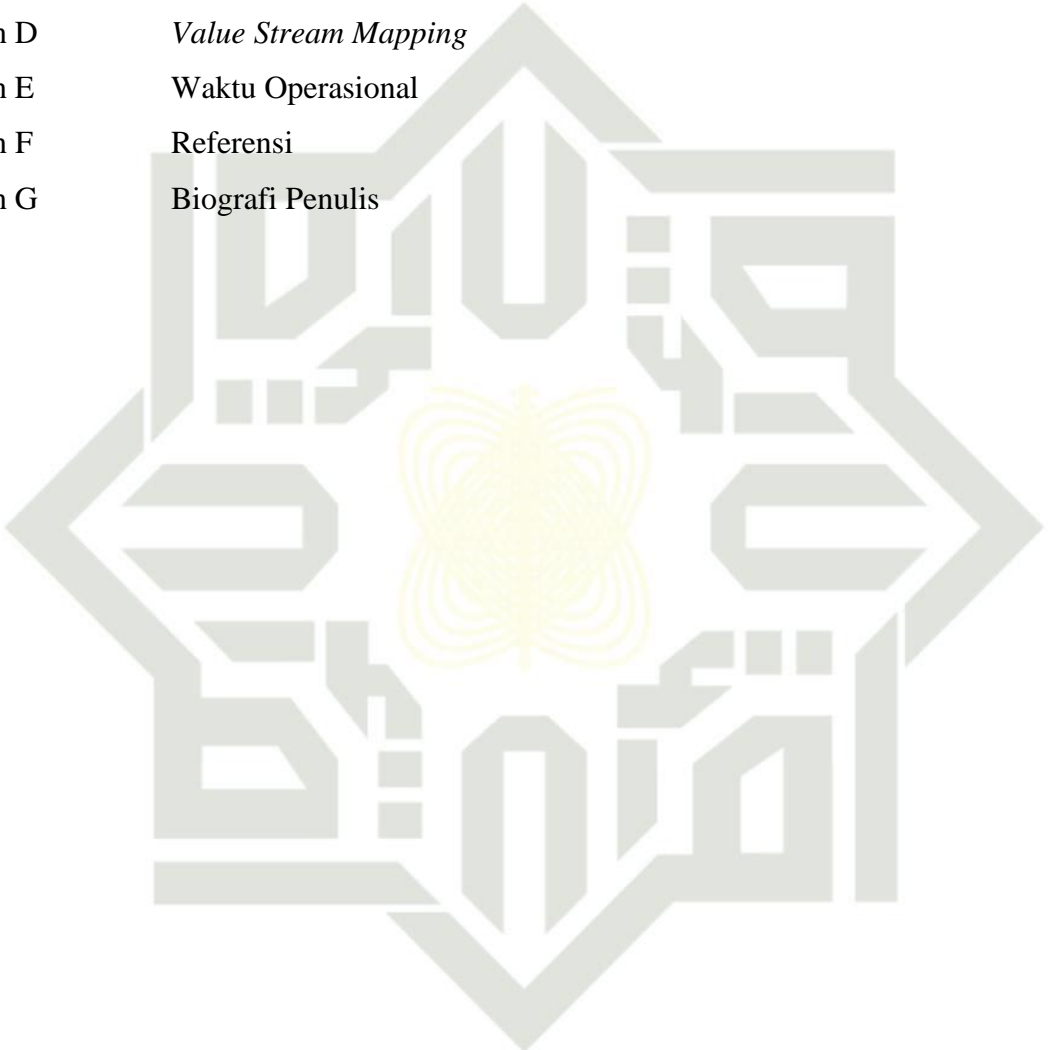 n D Value Stream Mapping
n E Waktu Operasional
n F Referensi
n G Biografi Penulis